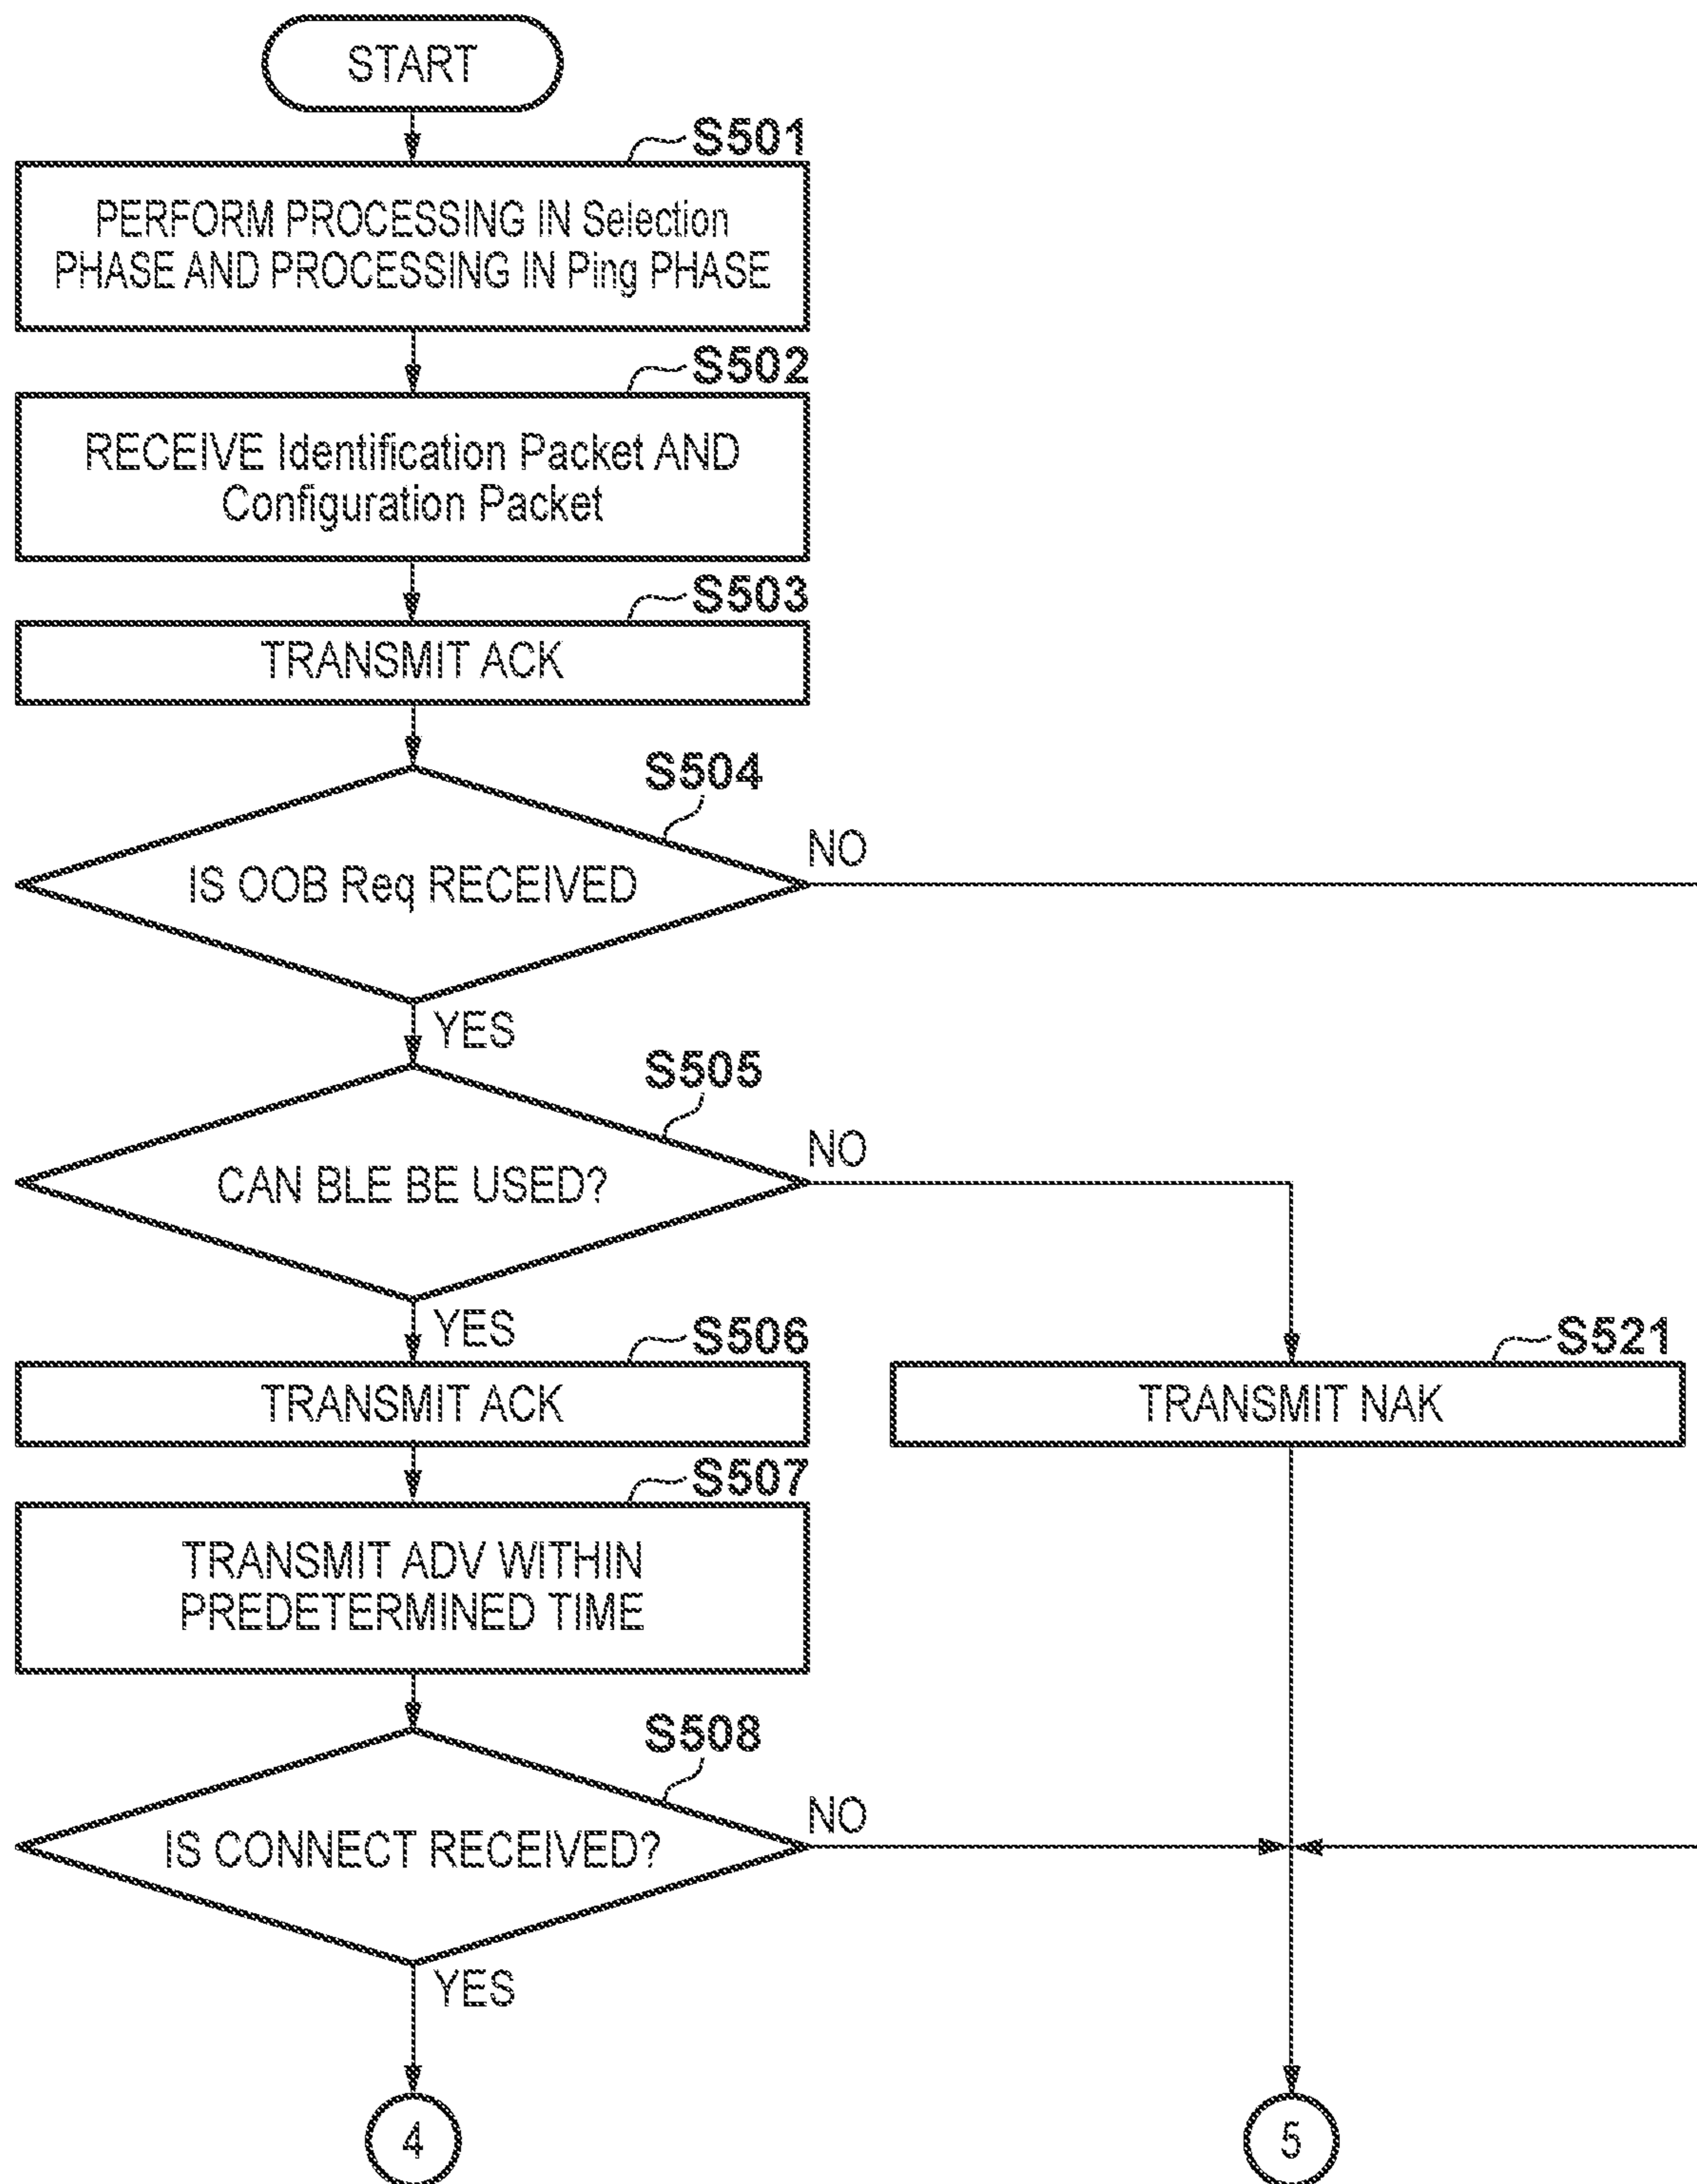 START
S501
PERFORM PROCESSING IN Selection
PHASE AND PROCESSING IN Ping PHASE
S502
RECEIVE Identification Packet AND
Configuration Packet
S503
TRANSMIT ACK
S504
IS OOB Req RECEIVED
NO
YES
S505
CAN BLE BE USED?
NO
YES
S506
TRANSMIT ACK
S521
TRANSMIT NAK
S507
TRANSMIT ADV WITHIN
PREDETERMINED TIME
S508
IS CONNECT RECEIVED?
NO
YES
4
5